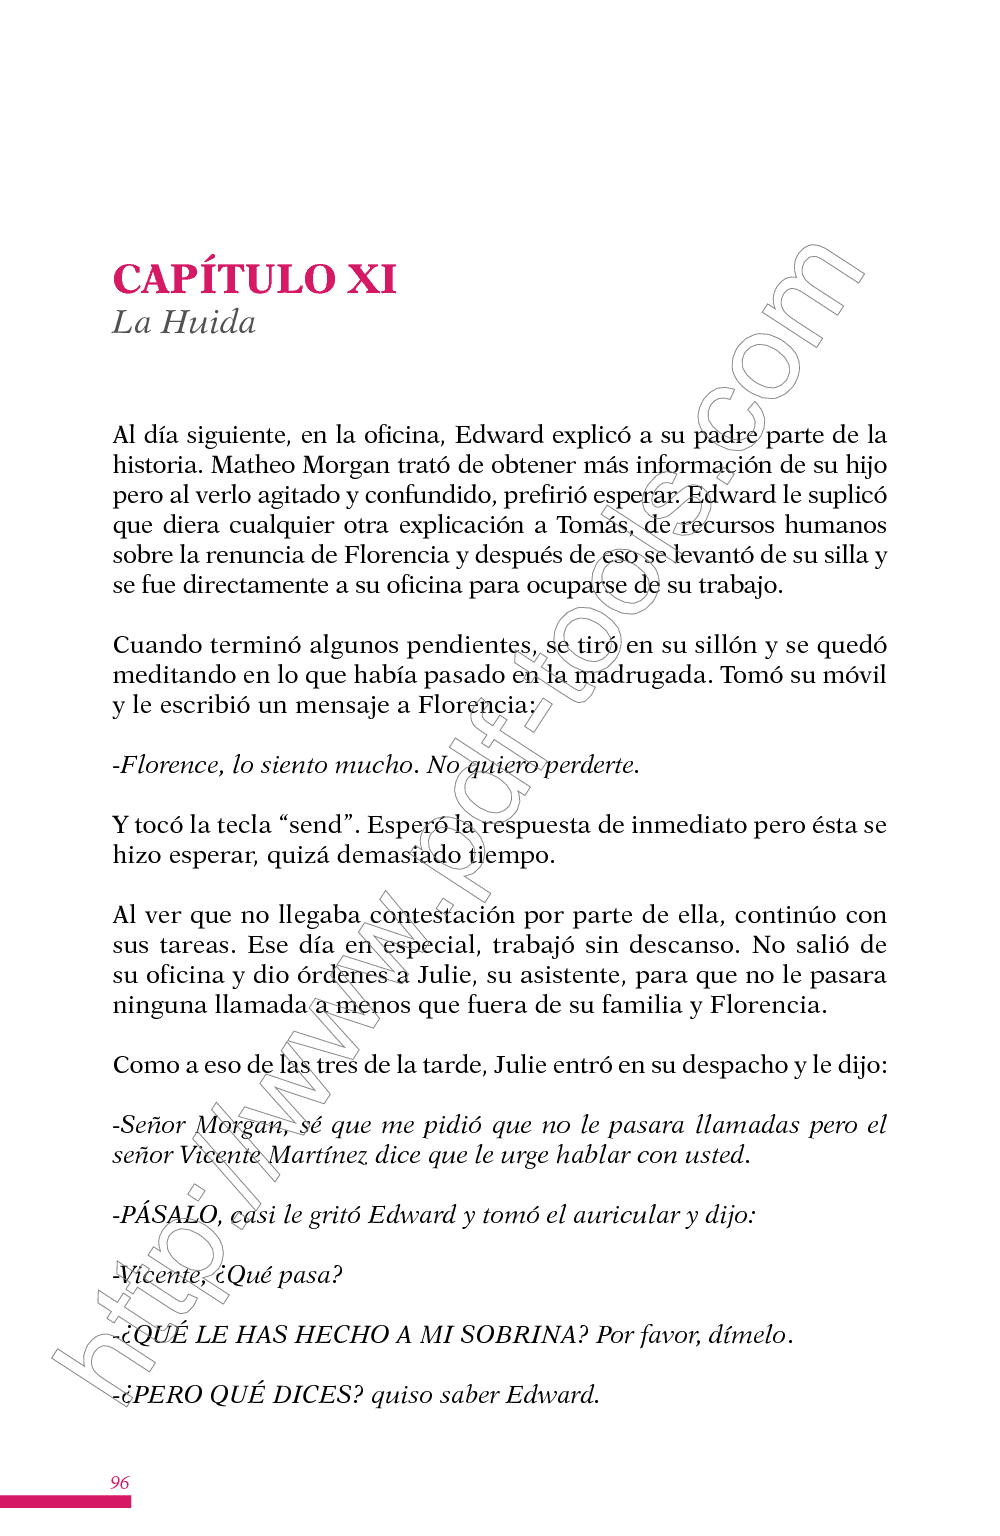 CAPÍTULO XI
La Huida
Al día siguiente, en la oficina, Edward explicó a su padre parte de la
historia. Matheo Morgan trató de obtener más información de su hijo
pero al verlo agitado y confundido, prefirió esperar. Edward le suplicó
que diera cualquier otra explicación a Tomás, de recursos humanos
sobre la renuncia de Florencia y después de eso se levantó de su silla y
se fue directamente a su oficina para ocuparse de su trabajo.
Cuando terminó algunos pendientes, se tiró en su sillón y se quedó
meditando en lo que había pasado en la madrugada. Tomó su móvil
y le escribió un mensaje a Florencia:
-Florence, lo siento mucho. No quiero perderte.
Y tocó la tecla “send”. Esperó la respuesta de inmediato pero ésta se
hizo esperar, quizá demasiado tiempo.
Al ver que no llegaba contestación por parte de ella, continúo con
sus tareas. Ese día en especial, trabajó sin descanso. No salió de
su oficina y dio órdenes a Julie, su asistente, para que no le pasara
ninguna llamada a menos que fuera de su familia y Florencia.
Como a eso de las tres de la tarde, Julie entró en su despacho y le dijo:
-Señor Morgan, sé que me pidió que no le pasara llamadas pero el
señor Vicente Martínez dice que le urge hablar con usted.
-PÁSALO, casi le gritó Edward y tomó el auricular y dijo:
-Vicente, ¿Qué pasa?
-¿QUÉ LE HAS HECHO A MI SOBRINA? Por favor, dímelo.
-¿PERO QUÉ DICES? quiso saber Edward.
96
http://www.pdf-tools.com